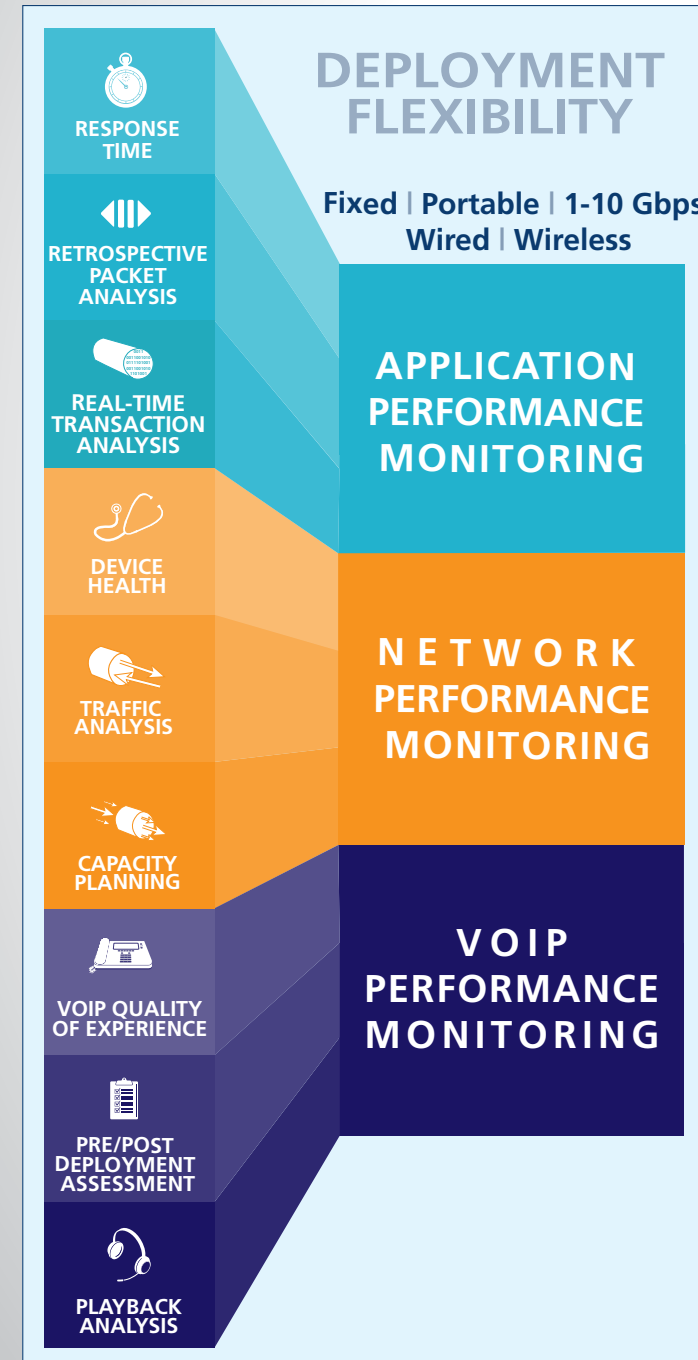 DEPLOYMENT
FLEXIBILITY
Fixed | Portable | 1-10 Gbps
Wired | Wireless
RESPONSE
TIME
RETROSPECTIVE
PACKET
ANALYSIS
REAL-TIME
TRANSACTION
ANALYSIS
APPLICATION
PERFORMANCE
MONITORING
DEVICE
HEALTH
TRAFFIC
ANALYSIS
CAPACITY
PLANNING
NETWORK
PERFORMANCE
MONITORING
VOIP QUALITY
OF EXPERIENCE
PRE/POST
DEPLOYMENT
ASSESSMENT
PLAYBACK
ANALYSIS
VOIP
PERFORMANCE
MONITORING